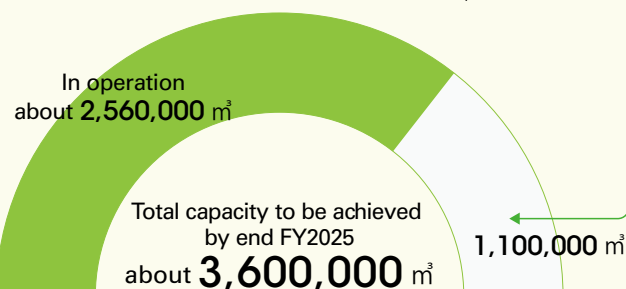 In operation
about 2,560,000 ㎥
Total capacity to be achieved
by end FY2025
about 3,600,000 ㎥
1,100,000 ㎥